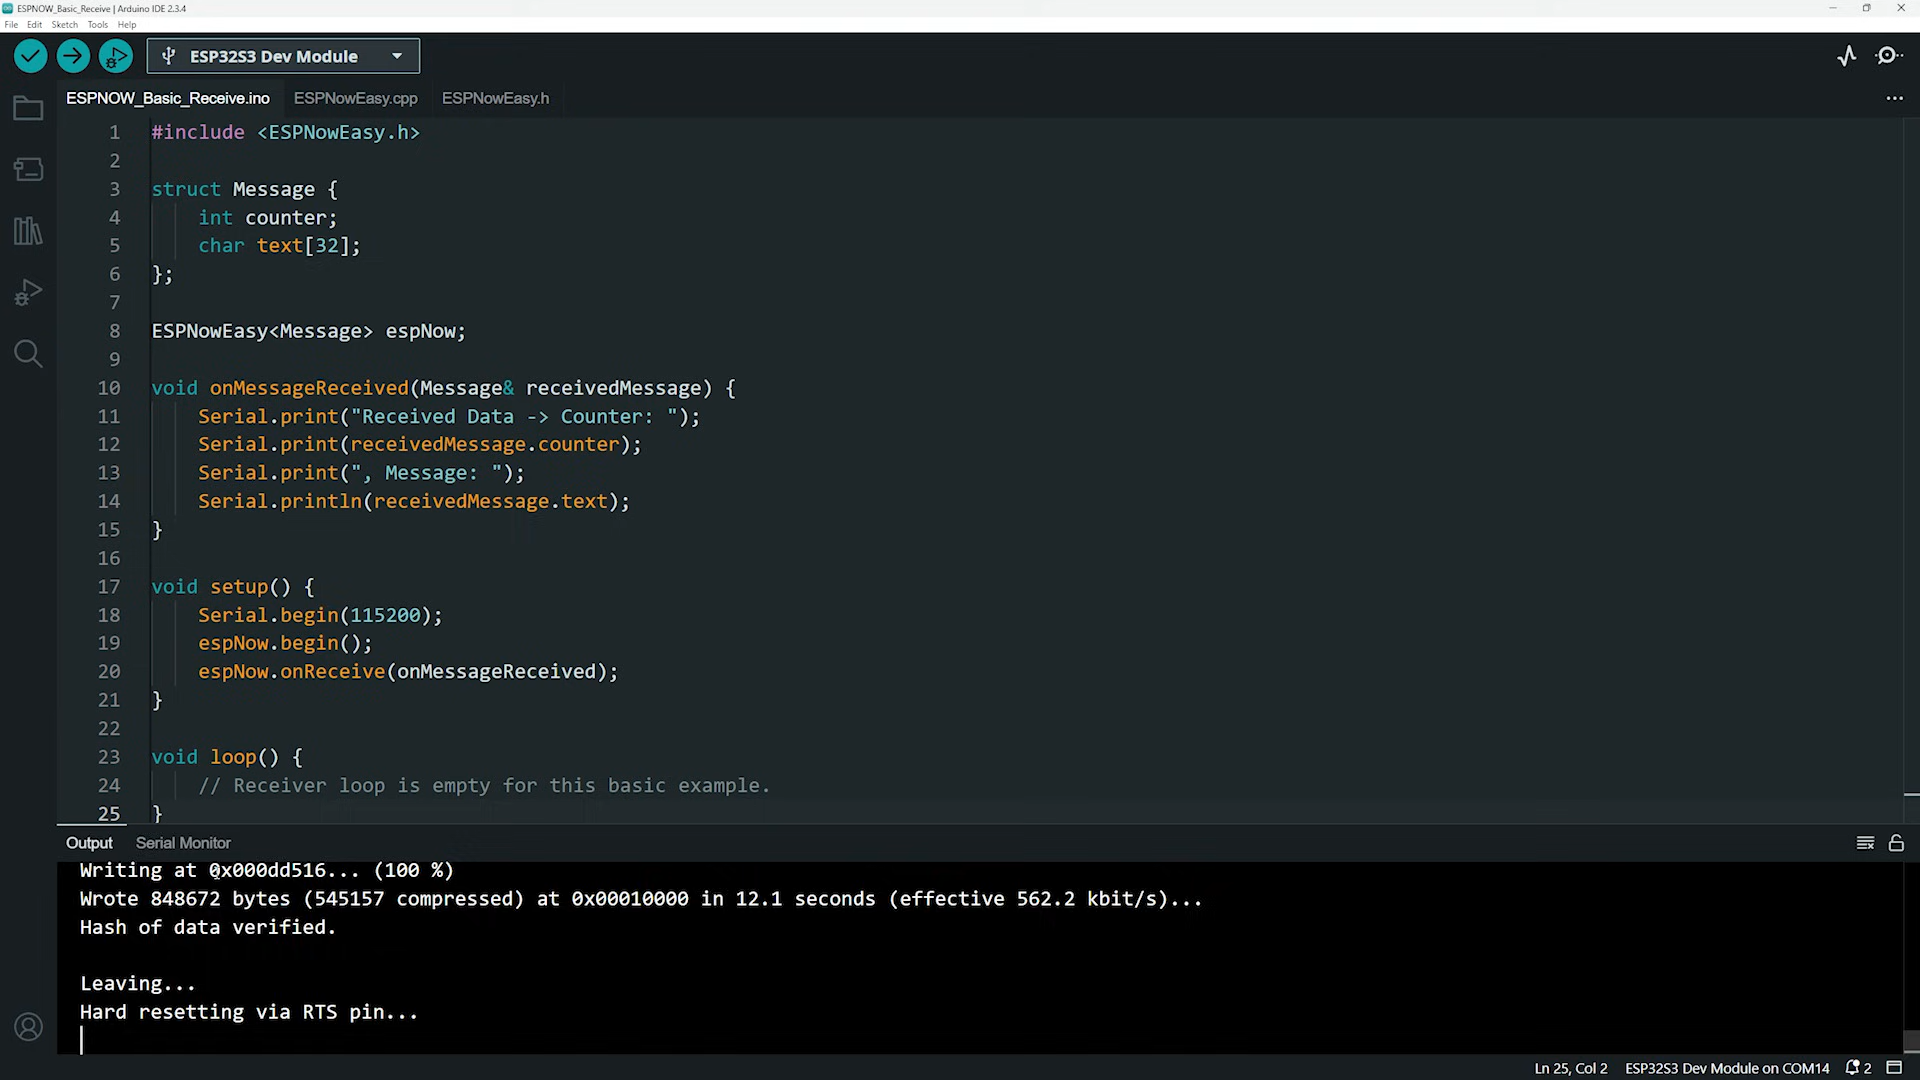 ESPNOW_Basic_Receive | Arduino IDE 2.3.4
File Edit Sketch Tools Help
ESP32S3 Dev Module
ESPNOW_Basic_Receive.ino ESPNowEasy.cpp ESPNowEasy.h
1 #include <ESPNowEasy.h>
2
3 struct Message {
4 int counter;
5 char text[32];
6 };
7
8 ESPNowEasy<Message> espNow;
9
10 void onMessageReceived(Message& receivedMessage) {
11 Serial.print("Received Data -> Counter: ");
12 Serial.print(receivedMessage.counter);
13 Serial.print(", Message: ");
14 Serial.println(receivedMessage.text);
15 }
16
17 void setup() {
18 Serial.begin(115200);
19 espNow.begin();
20 espNow.onReceive(onMessageReceived);
21 }
22
23 void loop() {
24 // Receiver loop is empty for this basic example.
25 }
Output Serial Monitor
Writing at 0x000dd516... (100 %)
Wrote 848672 bytes (545157 compressed) at 0x00010000 in 12.1 seconds (effective 562.2 kbit/s)...
Hash of data verified.
Leaving...
Hard resetting via RTS pin...
Ln 25, Col 2 ESP32S3 Dev Module on COM14 2